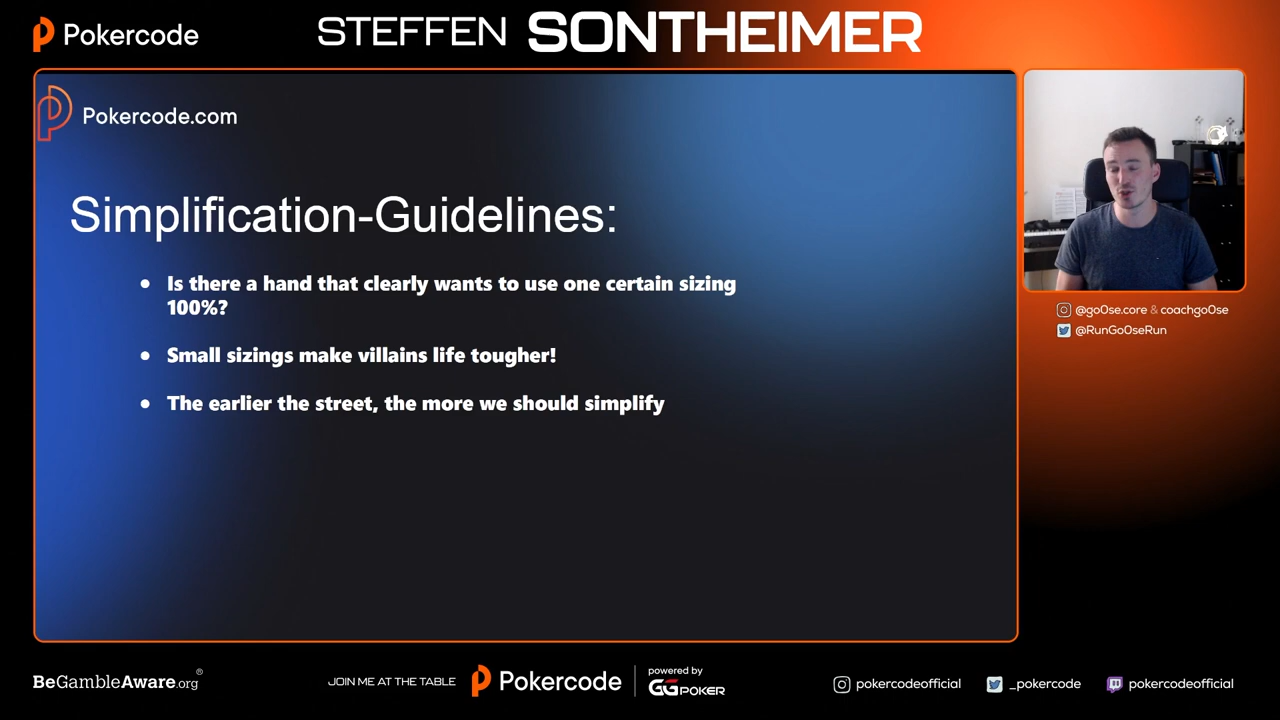 Pokercode
STEFFEN SONTHEIMER
Pokercode.com
Simplification-Guidelines:
• Is there a hand that clearly wants to use one certain sizing
100%?
• Small sizings make villains life tougher!
• The earlier the street, the more we should simplify
@go0se.core & coachgo0se
@RunGo0seRun
BeGambleAware.org®
JOIN ME AT THE TABLE
Pokercode
powered by
GGPOKER
pokercodeofficial
_pokercode
pokercodeofficial